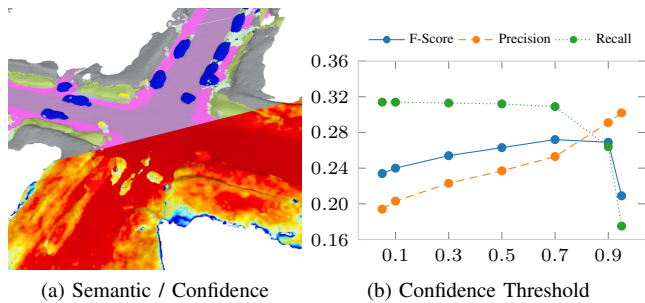 F-Score Precision Recall
0.36
0.32
0.28
0.24
0.20
0.16
0.1 0.3 0.5 0.7 0.9
(a) Semantic / Confidence
(b) Confidence Threshold